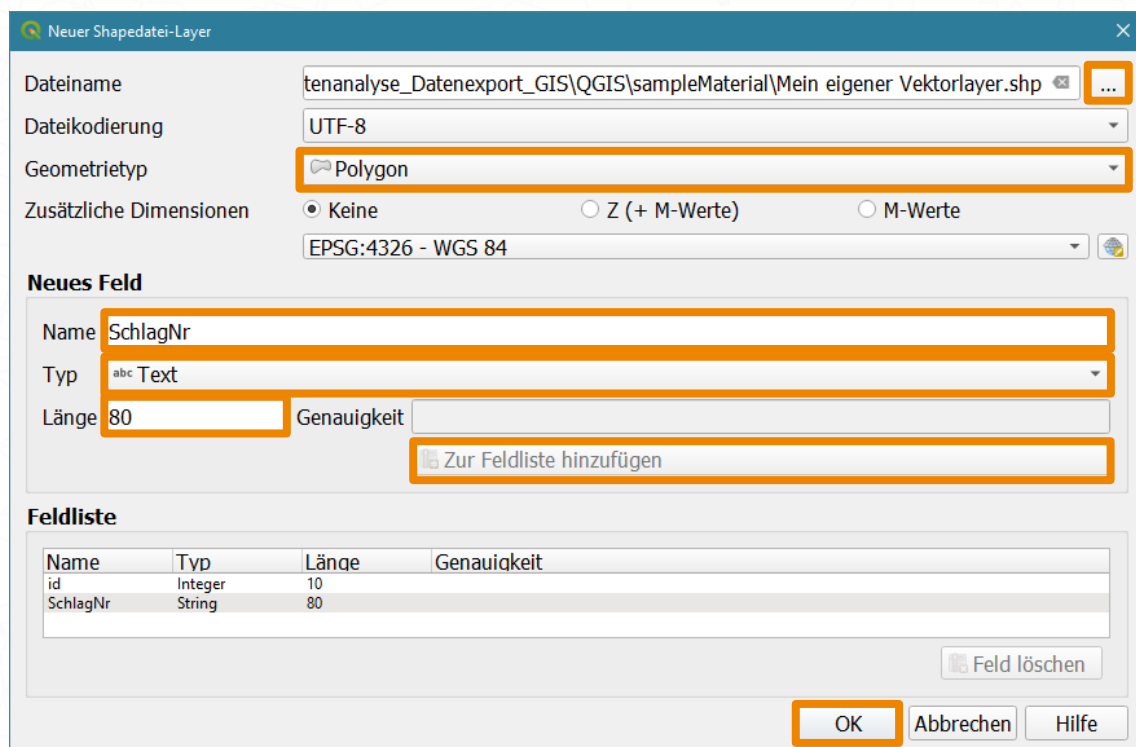 Neuer Shapedatei-Layer
Dateiname tenanalyse_Datenexport_GIS\QGIS\sampleMaterial\Mein eigener Vektorlayer.shp ...
Dateikodierung UTF-8
Geometrietyp Polygon
Zusätzliche Dimensionen Keine Z (+ M-Werte) M-Werte
EPSG:4326 - WGS 84
Neues Feld
Name SchlagNr
Typ abc Text
Länge 80 Genauigkeit
Zur Feldliste hinzufügen
Feldliste
Name Typ Länge Genauigkeit
id Integer 10
SchlagNr String 80
Feld löschen
OK Abbrechen Hilfe